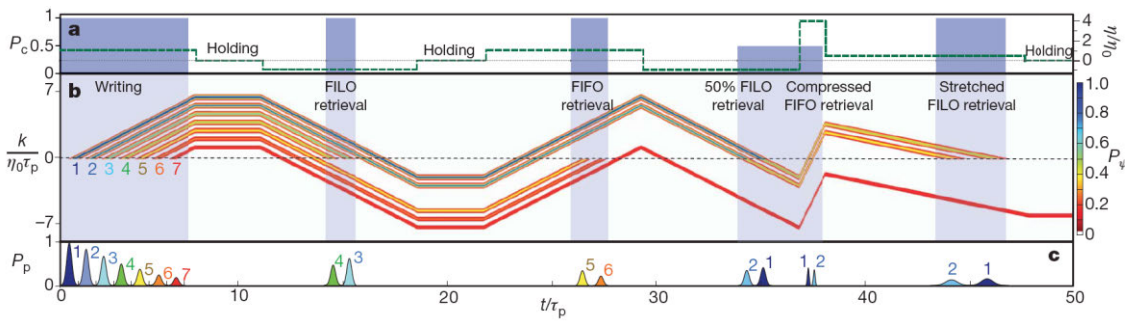 a
P_c
1
0.5
0
Holding
Holding
Holding
4
2
0
η/η₀
b
k
η₀τ_p
7
0
−7
Writing
FILO
retrieval
FIFO
retrieval
50% FILO
retrieval
Compressed
FIFO retrieval
Stretched
FILO retrieval
1 2 3 4 5 6 7
1.0
0.8
0.6
0.4
0.2
0
c
P_p
1
0
1 2 3 4 5 6 7
4 3
5 6
2 1
1 2
2 1
0 10 20 30 40 50
t/τ_p